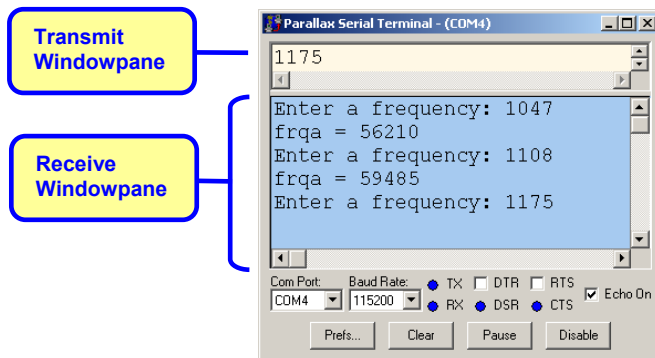 Transmit
Windowpane
Receive
Windowpane
Parallax Serial Terminal - (COM4)
1175
Enter a frequency: 1047
frqa = 56210
Enter a frequency: 1108
frqa = 59485
Enter a frequency: 1175
Com Port: Baud Rate: TX DTR RTS
COM4 115200 RX DSR CTS Echo On
Prefs... Clear Pause Disable